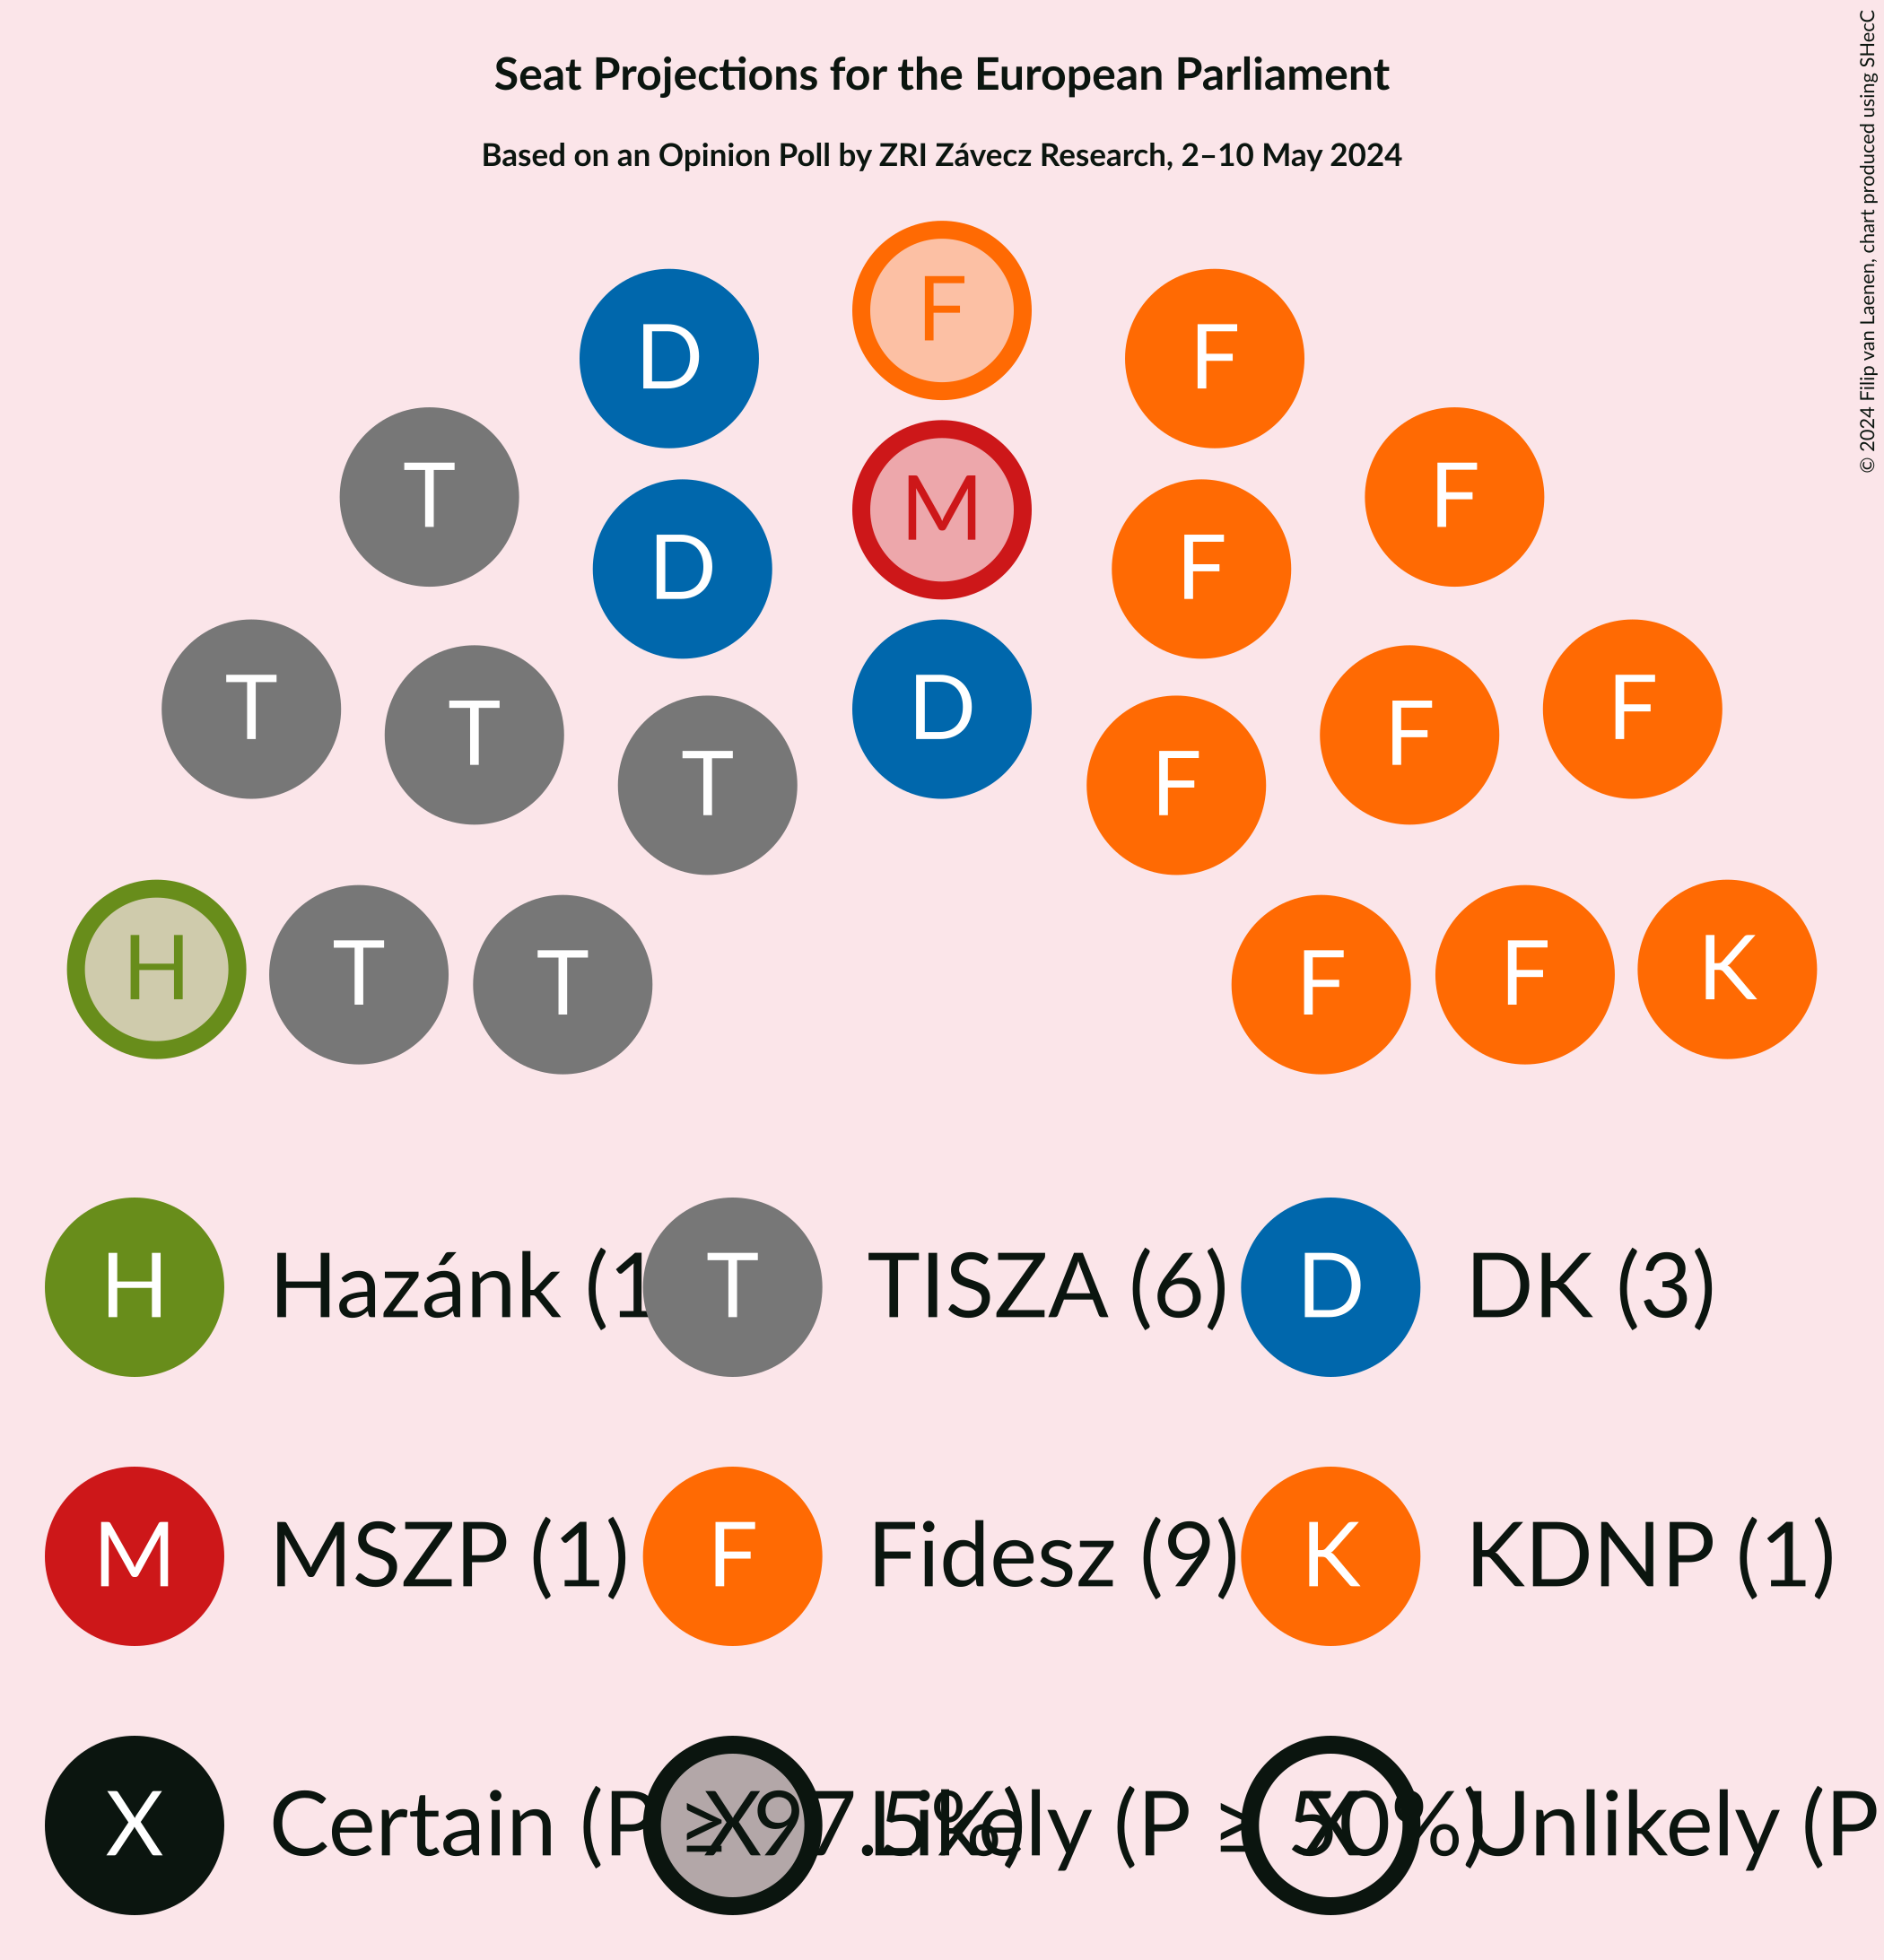 Seat Projections for the European Parliament
Based on an Opinion Poll by ZRI Závecz Research, 2–10 May 2024
© 2024 Filip van Laenen, chart produced using SHecC
F
D F
T F
M
D F
T D F
T F
T F
H T T F F K
H Hazánk (1 T TISZA (6) D DK (3)
M MSZP (1) F Fidesz (9) K KDNP (1)
X Certain (P ≥ 97.5%) X Likely (P ≥ 50%) X Unlikely (P